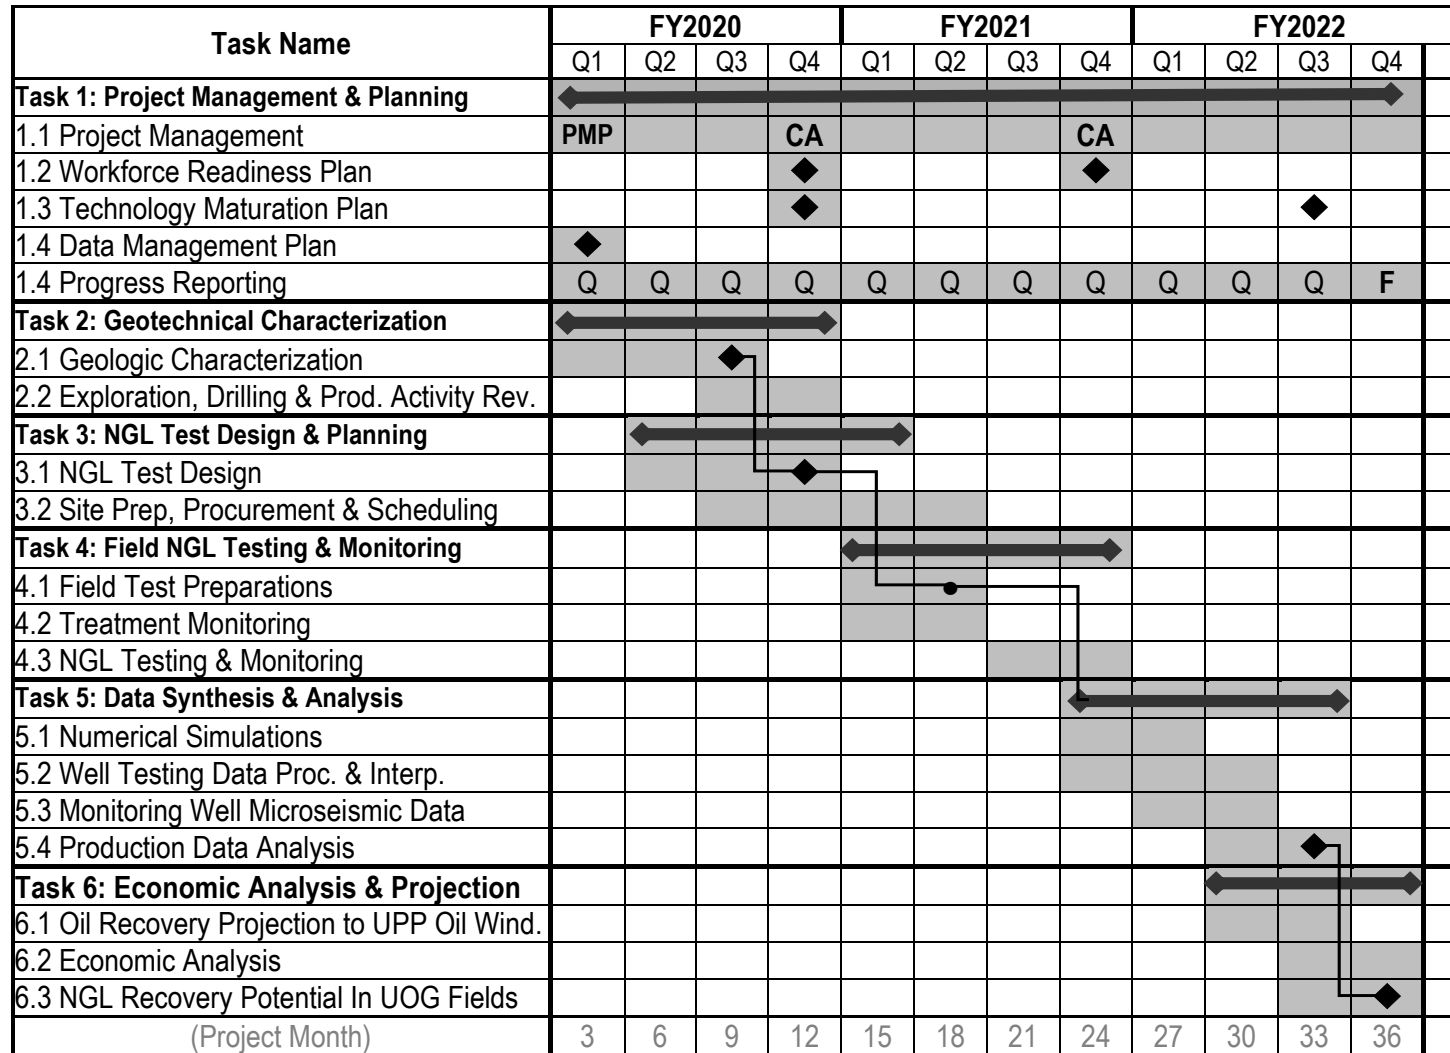 Task Name FY2020 FY2021 FY2022
Q1 Q2 Q3 Q4 Q1 Q2 Q3 Q4 Q1 Q2 Q3 Q4
Task 1: Project Management & Planning
1.1 Project Management PMP CA CA
1.2 Workforce Readiness Plan
1.3 Technology Maturation Plan
1.4 Data Management Plan
1.4 Progress Reporting Q Q Q Q Q Q Q Q Q Q Q F
Task 2: Geotechnical Characterization
2.1 Geologic Characterization
2.2 Exploration, Drilling & Prod. Activity Rev.
Task 3: NGL Test Design & Planning
3.1 NGL Test Design
3.2 Site Prep, Procurement & Scheduling
Task 4: Field NGL Testing & Monitoring
4.1 Field Test Preparations
4.2 Treatment Monitoring
4.3 NGL Testing & Monitoring
Task 5: Data Synthesis & Analysis
5.1 Numerical Simulations
5.2 Well Testing Data Proc. & Interp.
5.3 Monitoring Well Microseismic Data
5.4 Production Data Analysis
Task 6: Economic Analysis & Projection
6.1 Oil Recovery Projection to UPP Oil Wind.
6.2 Economic Analysis
6.3 NGL Recovery Potential In UOG Fields
(Project Month) 3 6 9 12 15 18 21 24 27 30 33 36